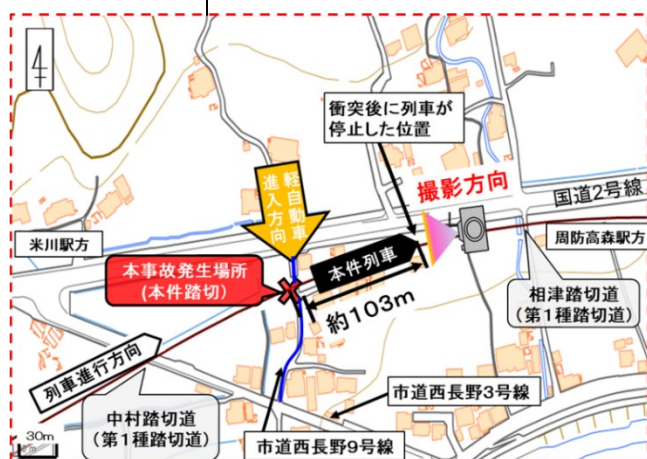 衝突後に列車が
停止した位置
軽自動車
進入方向
撮影方向
国道2号線
米川駅方
周防高森駅方
本事故発生場所
(本件踏切)
本件列車
約103m
相津踏切道
(第1種踏切道)
列車進行方向
中村踏切道
(第1種踏切道)
市道西長野3号線
市道西長野9号線
30m